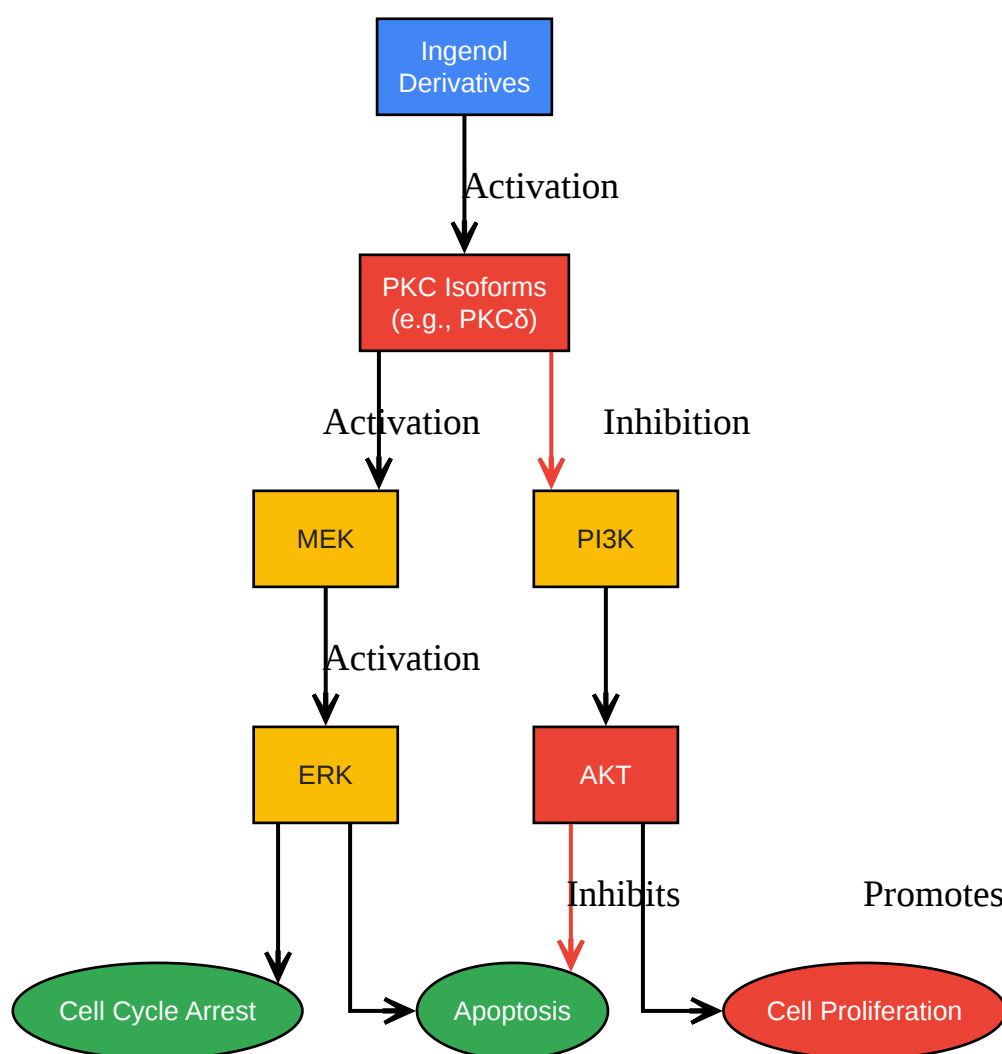 Ingenol
Derivatives
Activation
PKC Isoforms
(e.g., PKCδ)
Activation
Inhibition
MEK
PI3K
Activation
ERK
AKT
Inhibits
Promotes
Cell Cycle Arrest
Apoptosis
Cell Proliferation